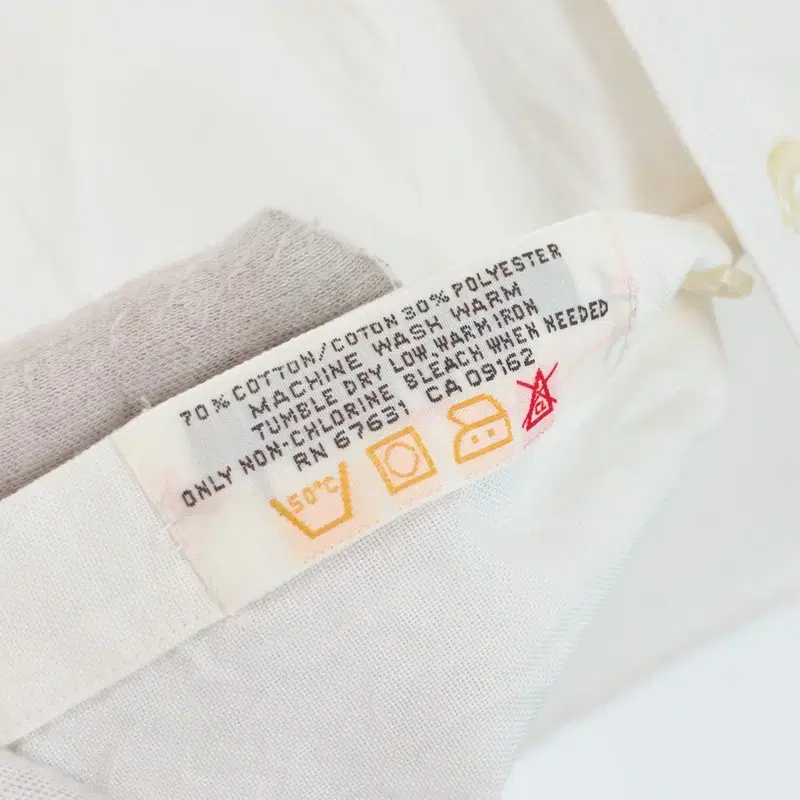 70% COTTON/COTON 30% POLYESTER
MACHINE WASH WARM
TUMBLE DRY LOW, WARM IRON
ONLY NON-CHLORINE BLEACH WHEN NEEDED
RN 67631 CA 09162
50°C
CL